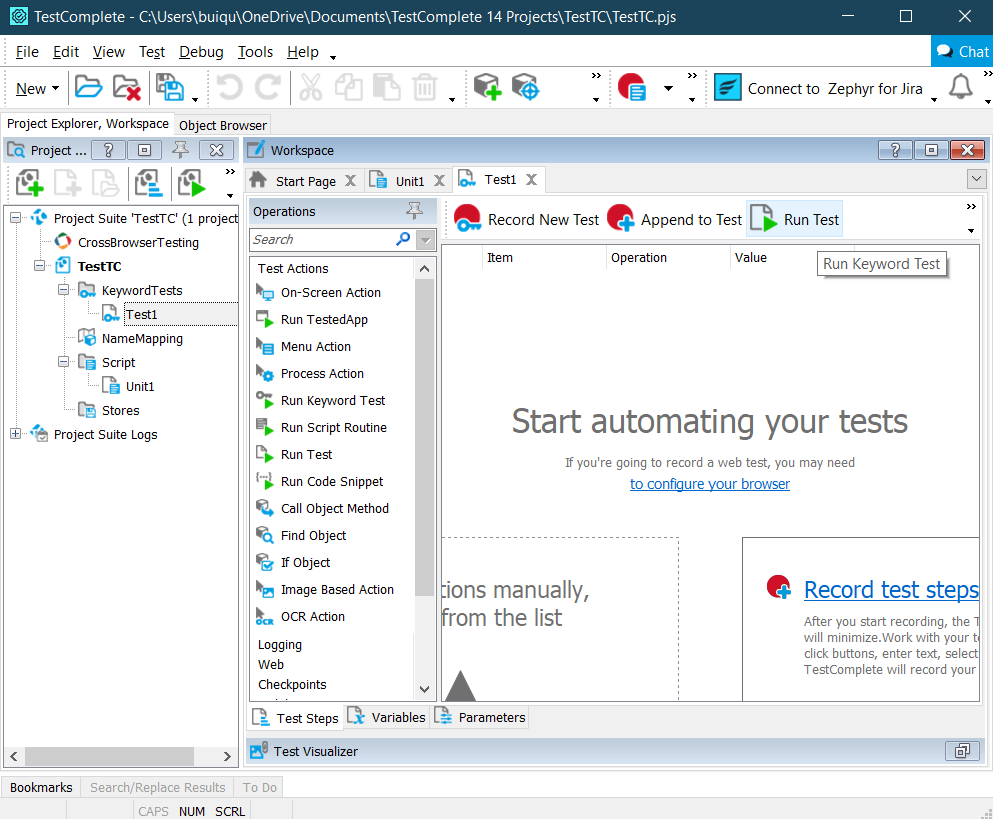 TestComplete - C:\Users\buiqu\OneDrive\Documents\TestComplete 14 Projects\TestTC\TestTC.pjs
File Edit View Test Debug Tools Help
Chat
New
Connect to Zephyr for Jira
Project Explorer, Workspace
Object Browser
Project ...
?
Project Suite 'TestTC' (1 project
CrossBrowserTesting
TestTC
KeywordTests
Test1
NameMapping
Script
Unit1
Stores
Project Suite Logs
Workspace
?
Start Page
Unit1
Test1
Operations
Search
Test Actions
On-Screen Action
Run TestedApp
Menu Action
Process Action
Run Keyword Test
Run Script Routine
Run Test
Run Code Snippet
Call Object Method
Find Object
If Object
Image Based Action
OCR Action
Logging
Web
Checkpoints
Record New Test
Append to Test
Run Test
Item
Operation
Value
Run Keyword Test
Start automating your tests
If you're going to record a web test, you may need
to configure your browser
tions manually,
from the list
Record test steps
After you start recording, the T
will minimize.Work with your te
click buttons, enter text, select
TestComplete will record your
Test Steps
Variables
Parameters
Test Visualizer
Bookmarks
Search/Replace Results
To Do
CAPS NUM SCRL